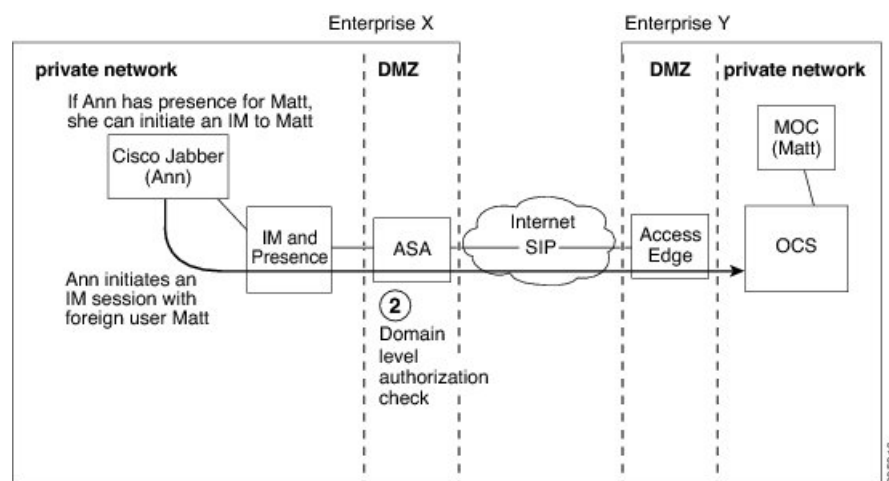 Enterprise X
Enterprise Y
private network
DMZ
DMZ
private network
If Ann has presence for Matt,
she can initiate an IM to Matt
Cisco Jabber
(Ann)
MOC
(Matt)
IM and
Presence
ASA
Internet
SIP
Access
Edge
OCS
Ann initiates an
IM session with
foreign user Matt
2
Domain
level
authorization
check